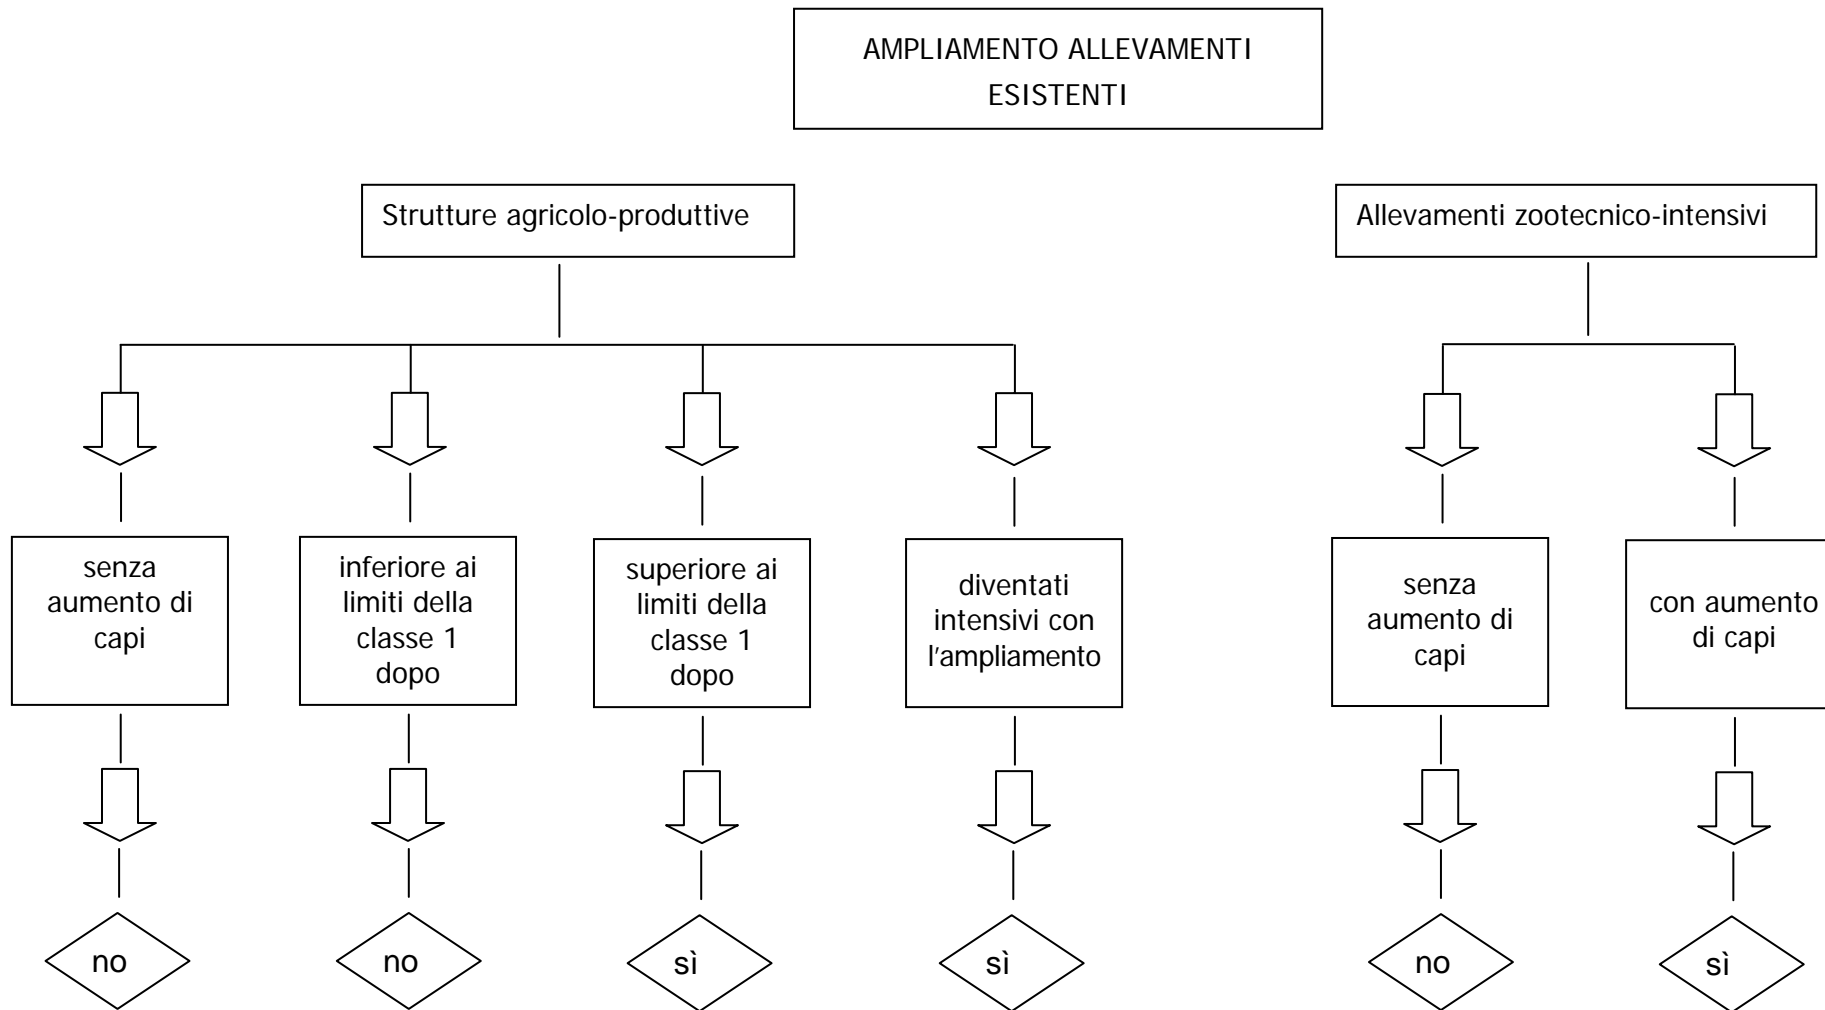 AMPLIAMENTO ALLEVAMENTI
ESISTENTI
Strutture agricolo-produttive
Allevamenti zootecnico-intensivi
senza
aumento di
capi
inferiore ai
limiti della
classe 1
dopo
superiore ai
limiti della
classe 1
dopo
diventati
intensivi con
l'ampliamento
senza
aumento di
capi
con aumento
di capi
no
no
sì
sì
no
sì